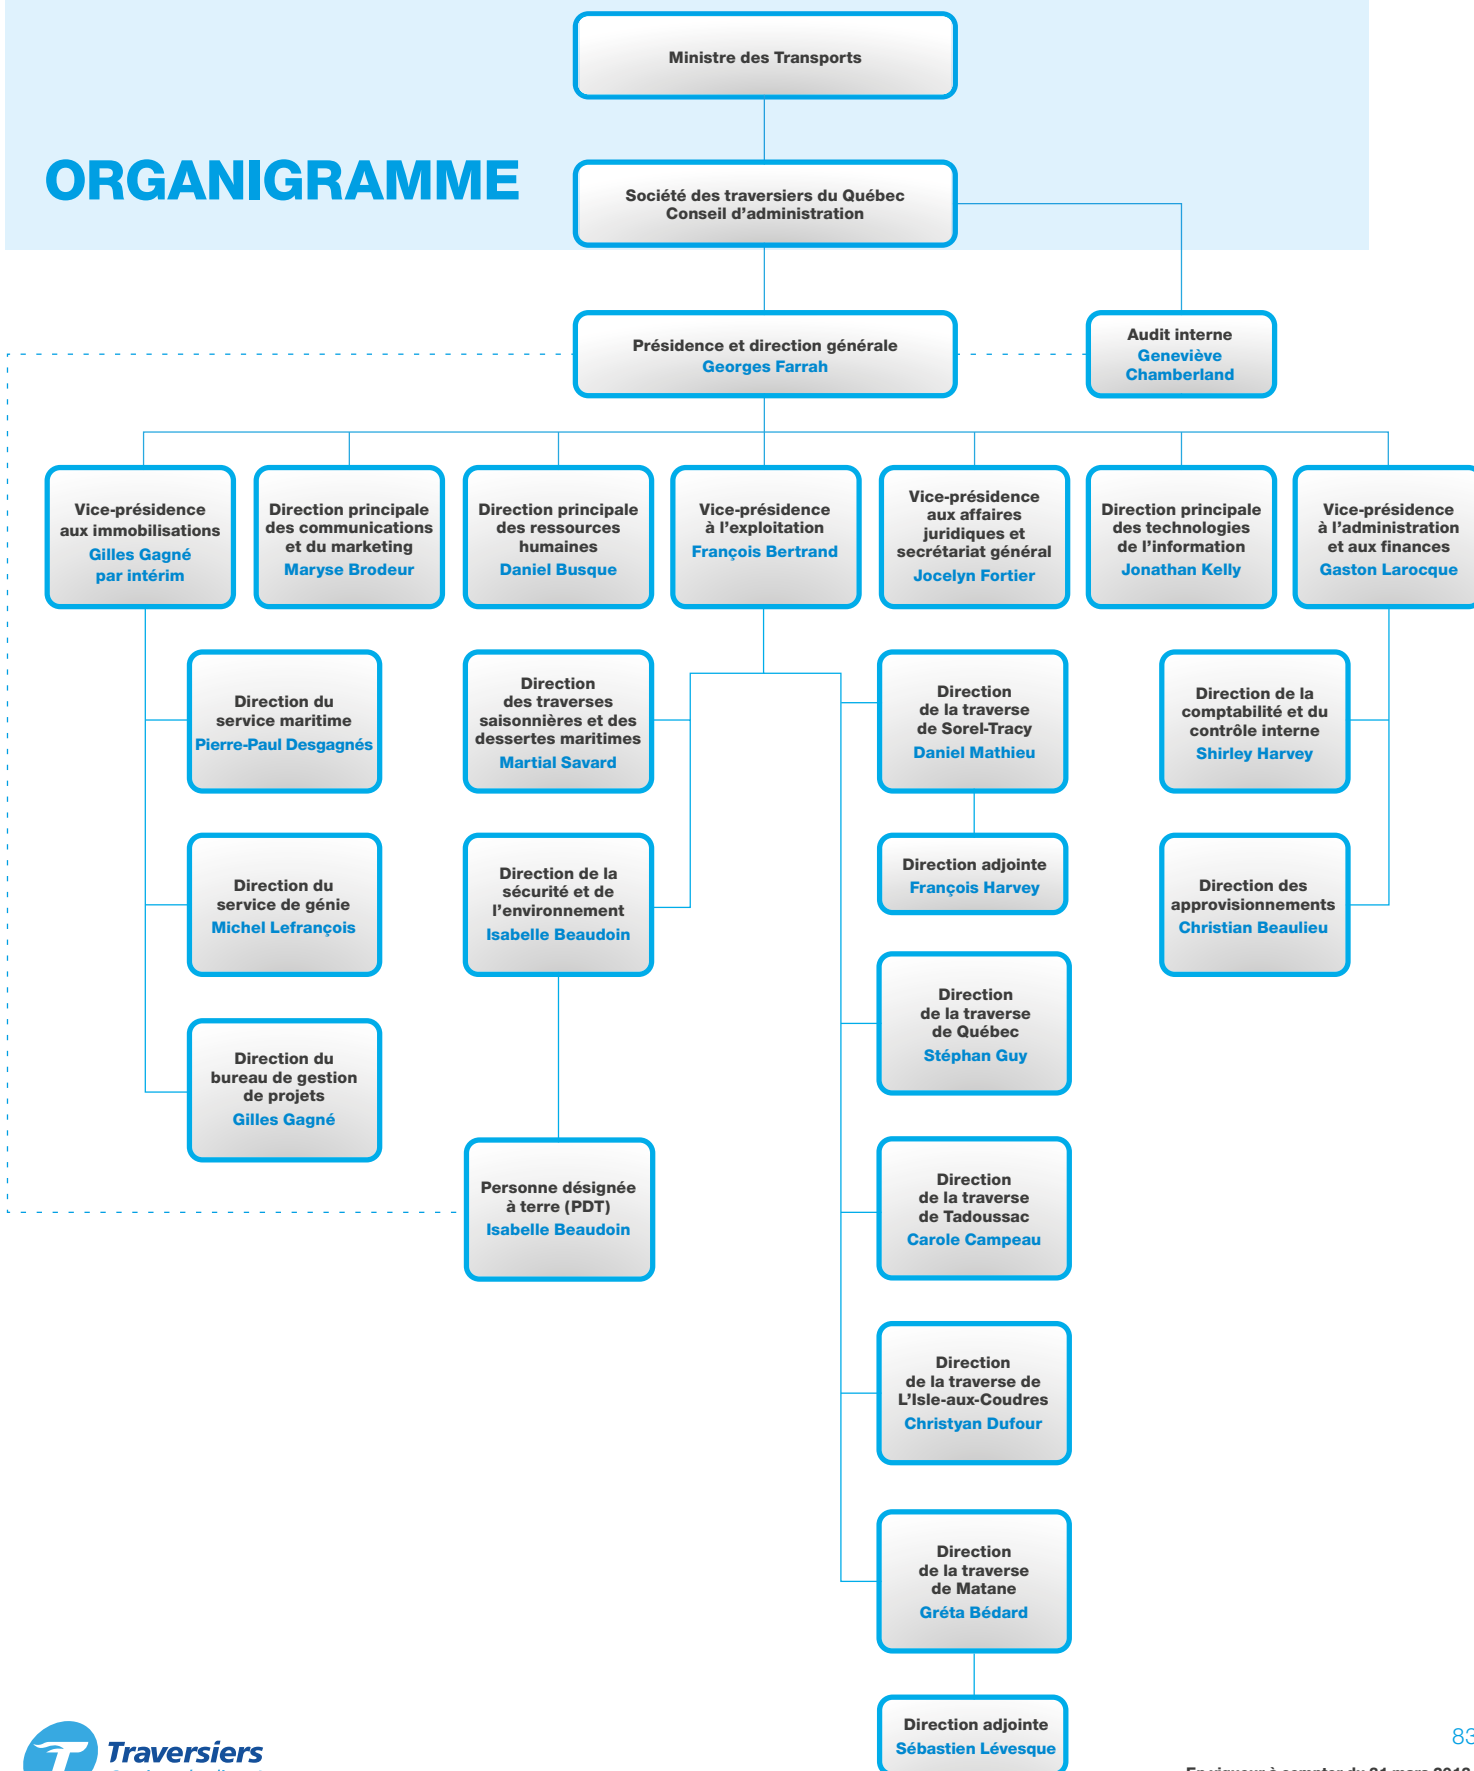 Ministre des Transports
ORGANIGRAMME
Société des traversiers du Québec
Conseil d'administration
Présidence et direction générale
Georges Farrah
Audit interne
Geneviève
Chamberland
Vice-présidence
aux immobilisations
Gilles Gagné
par intérim
Direction principale
des communications
et du marketing
Maryse Brodeur
Direction principale
des ressources
humaines
Daniel Busque
Vice-présidence
à l'exploitation
François Bertrand
Vice-présidence
aux affaires
juridiques et
secrétariat général
Jocelyn Fortier
Direction principale
des technologies
de l'information
Jonathan Kelly
Vice-présidence
à l'administration
et aux finances
Gaston Larocque
Direction du
service maritime
Pierre-Paul Desgagnés
Direction
des traverses
saisonnières et des
dessertes maritimes
Martial Savard
Direction
de la traverse
de Sorel-Tracy
Daniel Mathieu
Direction de la
comptabilité et du
contrôle interne
Shirley Harvey
Direction du
service de génie
Michel Lefrançois
Direction de la
sécurité et de
l'environnement
Isabelle Beaudoin
Direction adjointe
François Harvey
Direction des
approvisionnements
Christian Beaulieu
Direction
de la traverse
de Québec
Stéphan Guy
Direction du
bureau de gestion
de projets
Gilles Gagné
Personne désignée
à terre (PDT)
Isabelle Beaudoin
Direction
de la traverse
de Tadoussac
Carole Campeau
Direction
de la traverse de
L'Isle-aux-Coudres
Christyan Dufour
Direction
de la traverse
de Matane
Gréta Bédard
Direction adjointe
Sébastien Lévesque
Traversiers
83